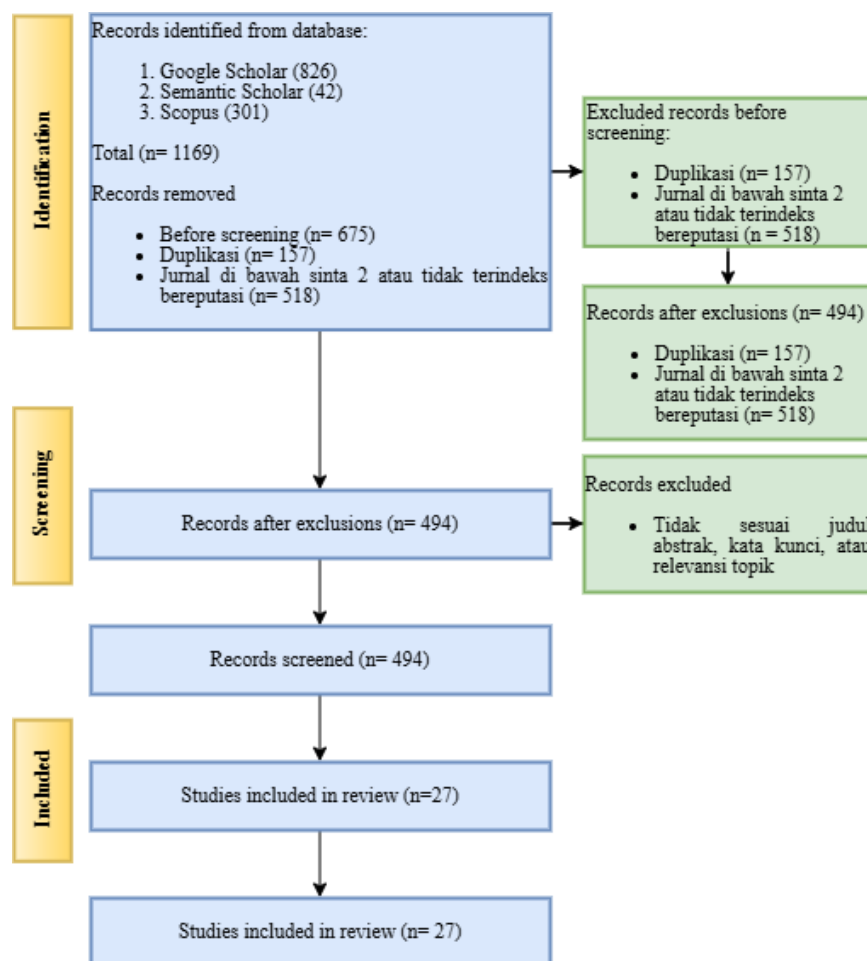 Identification
Records identified from database:
1. Google Scholar (826)
2. Semantic Scholar (42)
3. Scopus (301)
Total (n= 1169)
Records removed
• Before screening (n= 675)
• Duplikasi (n= 157)
• Jurnal di bawah sinta 2 atau tidak terindeks
bereputasi (n= 518)
Excluded records before
screening:
• Duplikasi (n= 157)
• Jurnal di bawah sinta 2
atau tidak terindeks
bereputasi (n = 518)
Records after exclusions (n= 494)
• Duplikasi (n= 157)
• Jurnal di bawah sinta 2
atau tidak terindeks
bereputasi (n= 518)
Screening
Records after exclusions (n= 494)
Records excluded
• Tidak sesuai judul
abstrak, kata kunci, atau
relevansi topik
Records screened (n= 494)
Included
Studies included in review (n=27)
Studies included in review (n= 27)